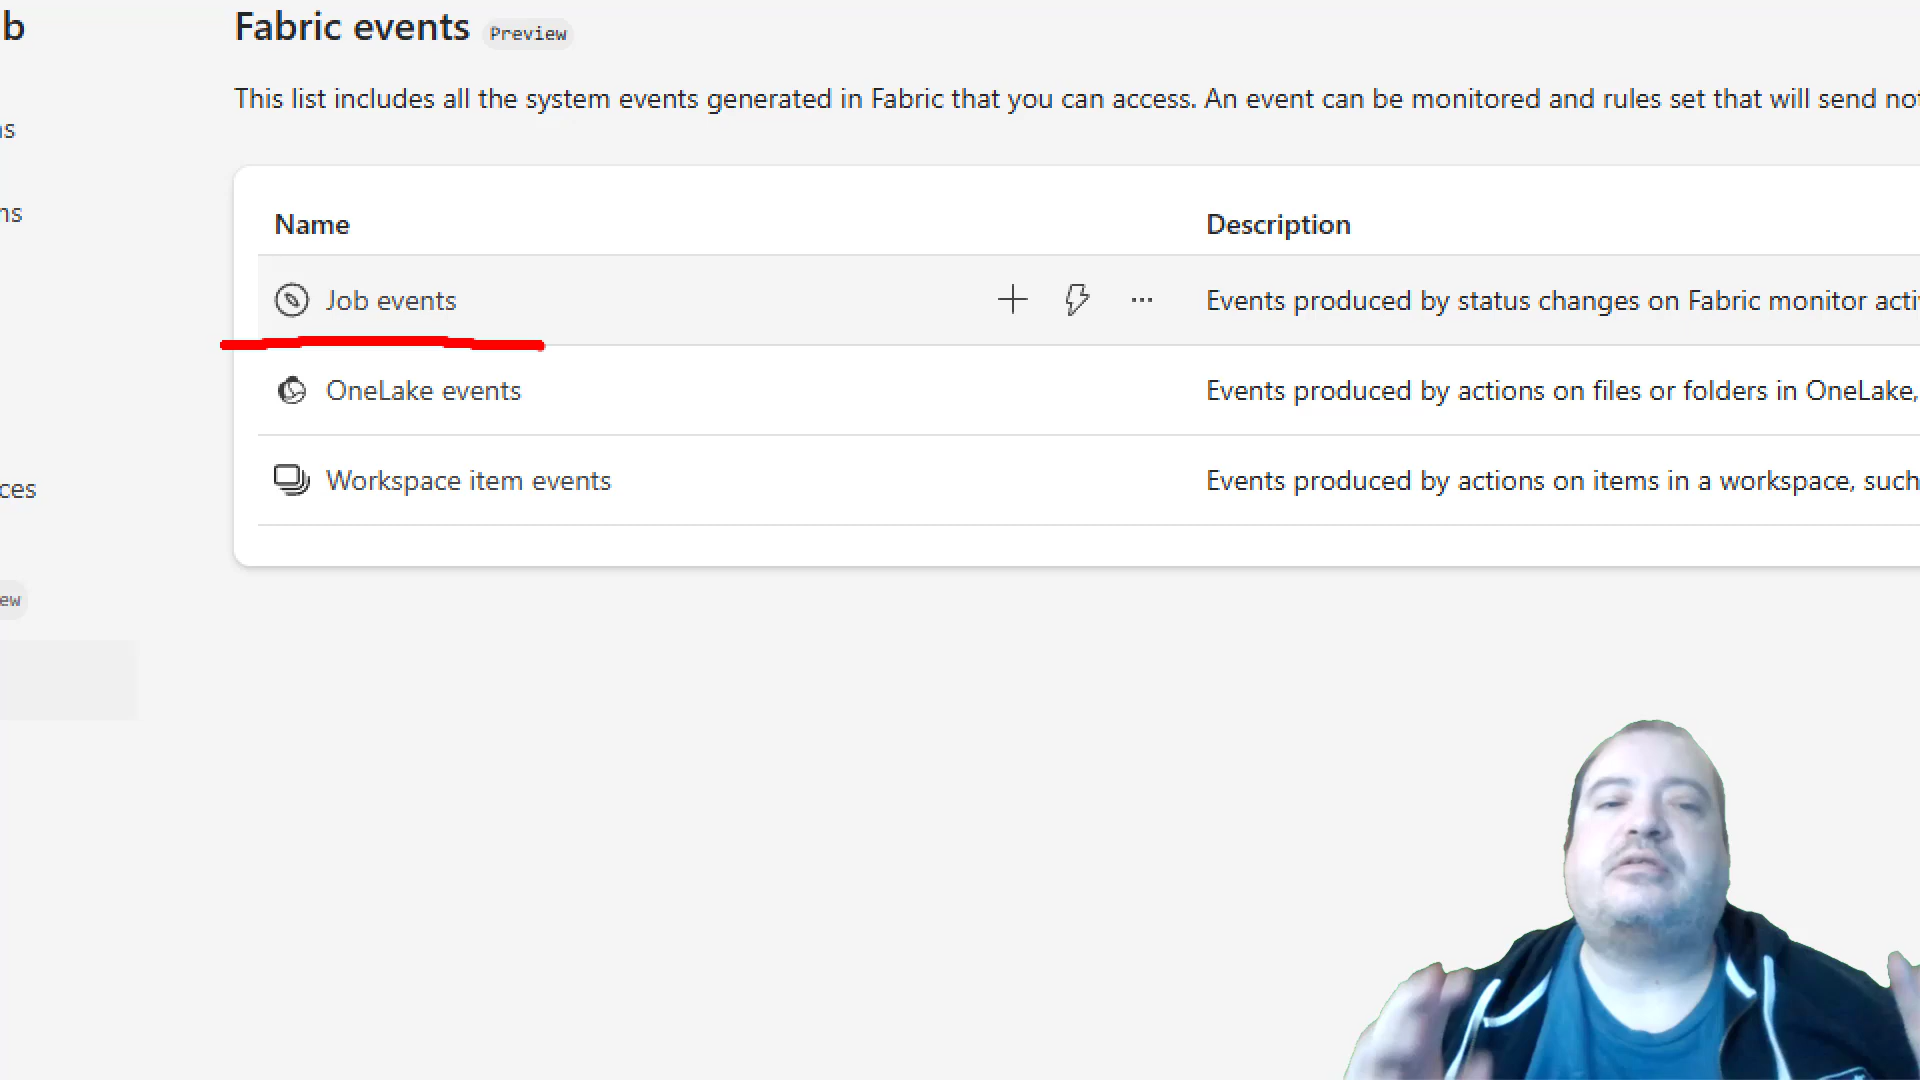 b
Fabric events Preview
This list includes all the system events generated in Fabric that you can access. An event can be monitored and rules set that will send
Name Description
Job events ... Events produced by status changes on Fabric monitor
OneLake events Events produced by actions on files or folders in OneLake,
Workspace item events Events produced by actions on items in a workspace, such